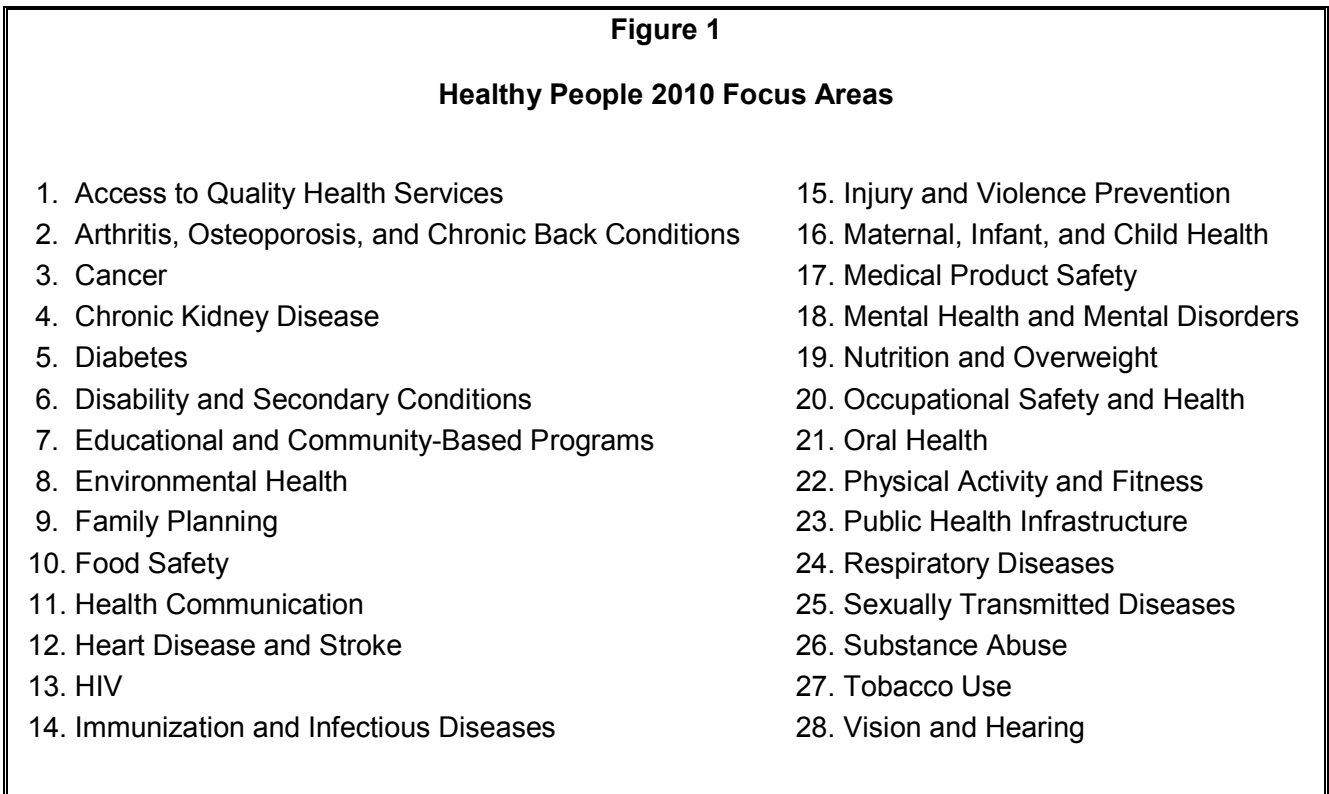 Figure 1
Healthy People 2010 Focus Areas
1. Access to Quality Health Services
2. Arthritis, Osteoporosis, and Chronic Back Conditions
3. Cancer
4. Chronic Kidney Disease
5. Diabetes
6. Disability and Secondary Conditions
7. Educational and Community-Based Programs
8. Environmental Health
9. Family Planning
10. Food Safety
11. Health Communication
12. Heart Disease and Stroke
13. HIV
14. Immunization and Infectious Diseases
15. Injury and Violence Prevention
16. Maternal, Infant, and Child Health
17. Medical Product Safety
18. Mental Health and Mental Disorders
19. Nutrition and Overweight
20. Occupational Safety and Health
21. Oral Health
22. Physical Activity and Fitness
23. Public Health Infrastructure
24. Respiratory Diseases
25. Sexually Transmitted Diseases
26. Substance Abuse
27. Tobacco Use
28. Vision and Hearing